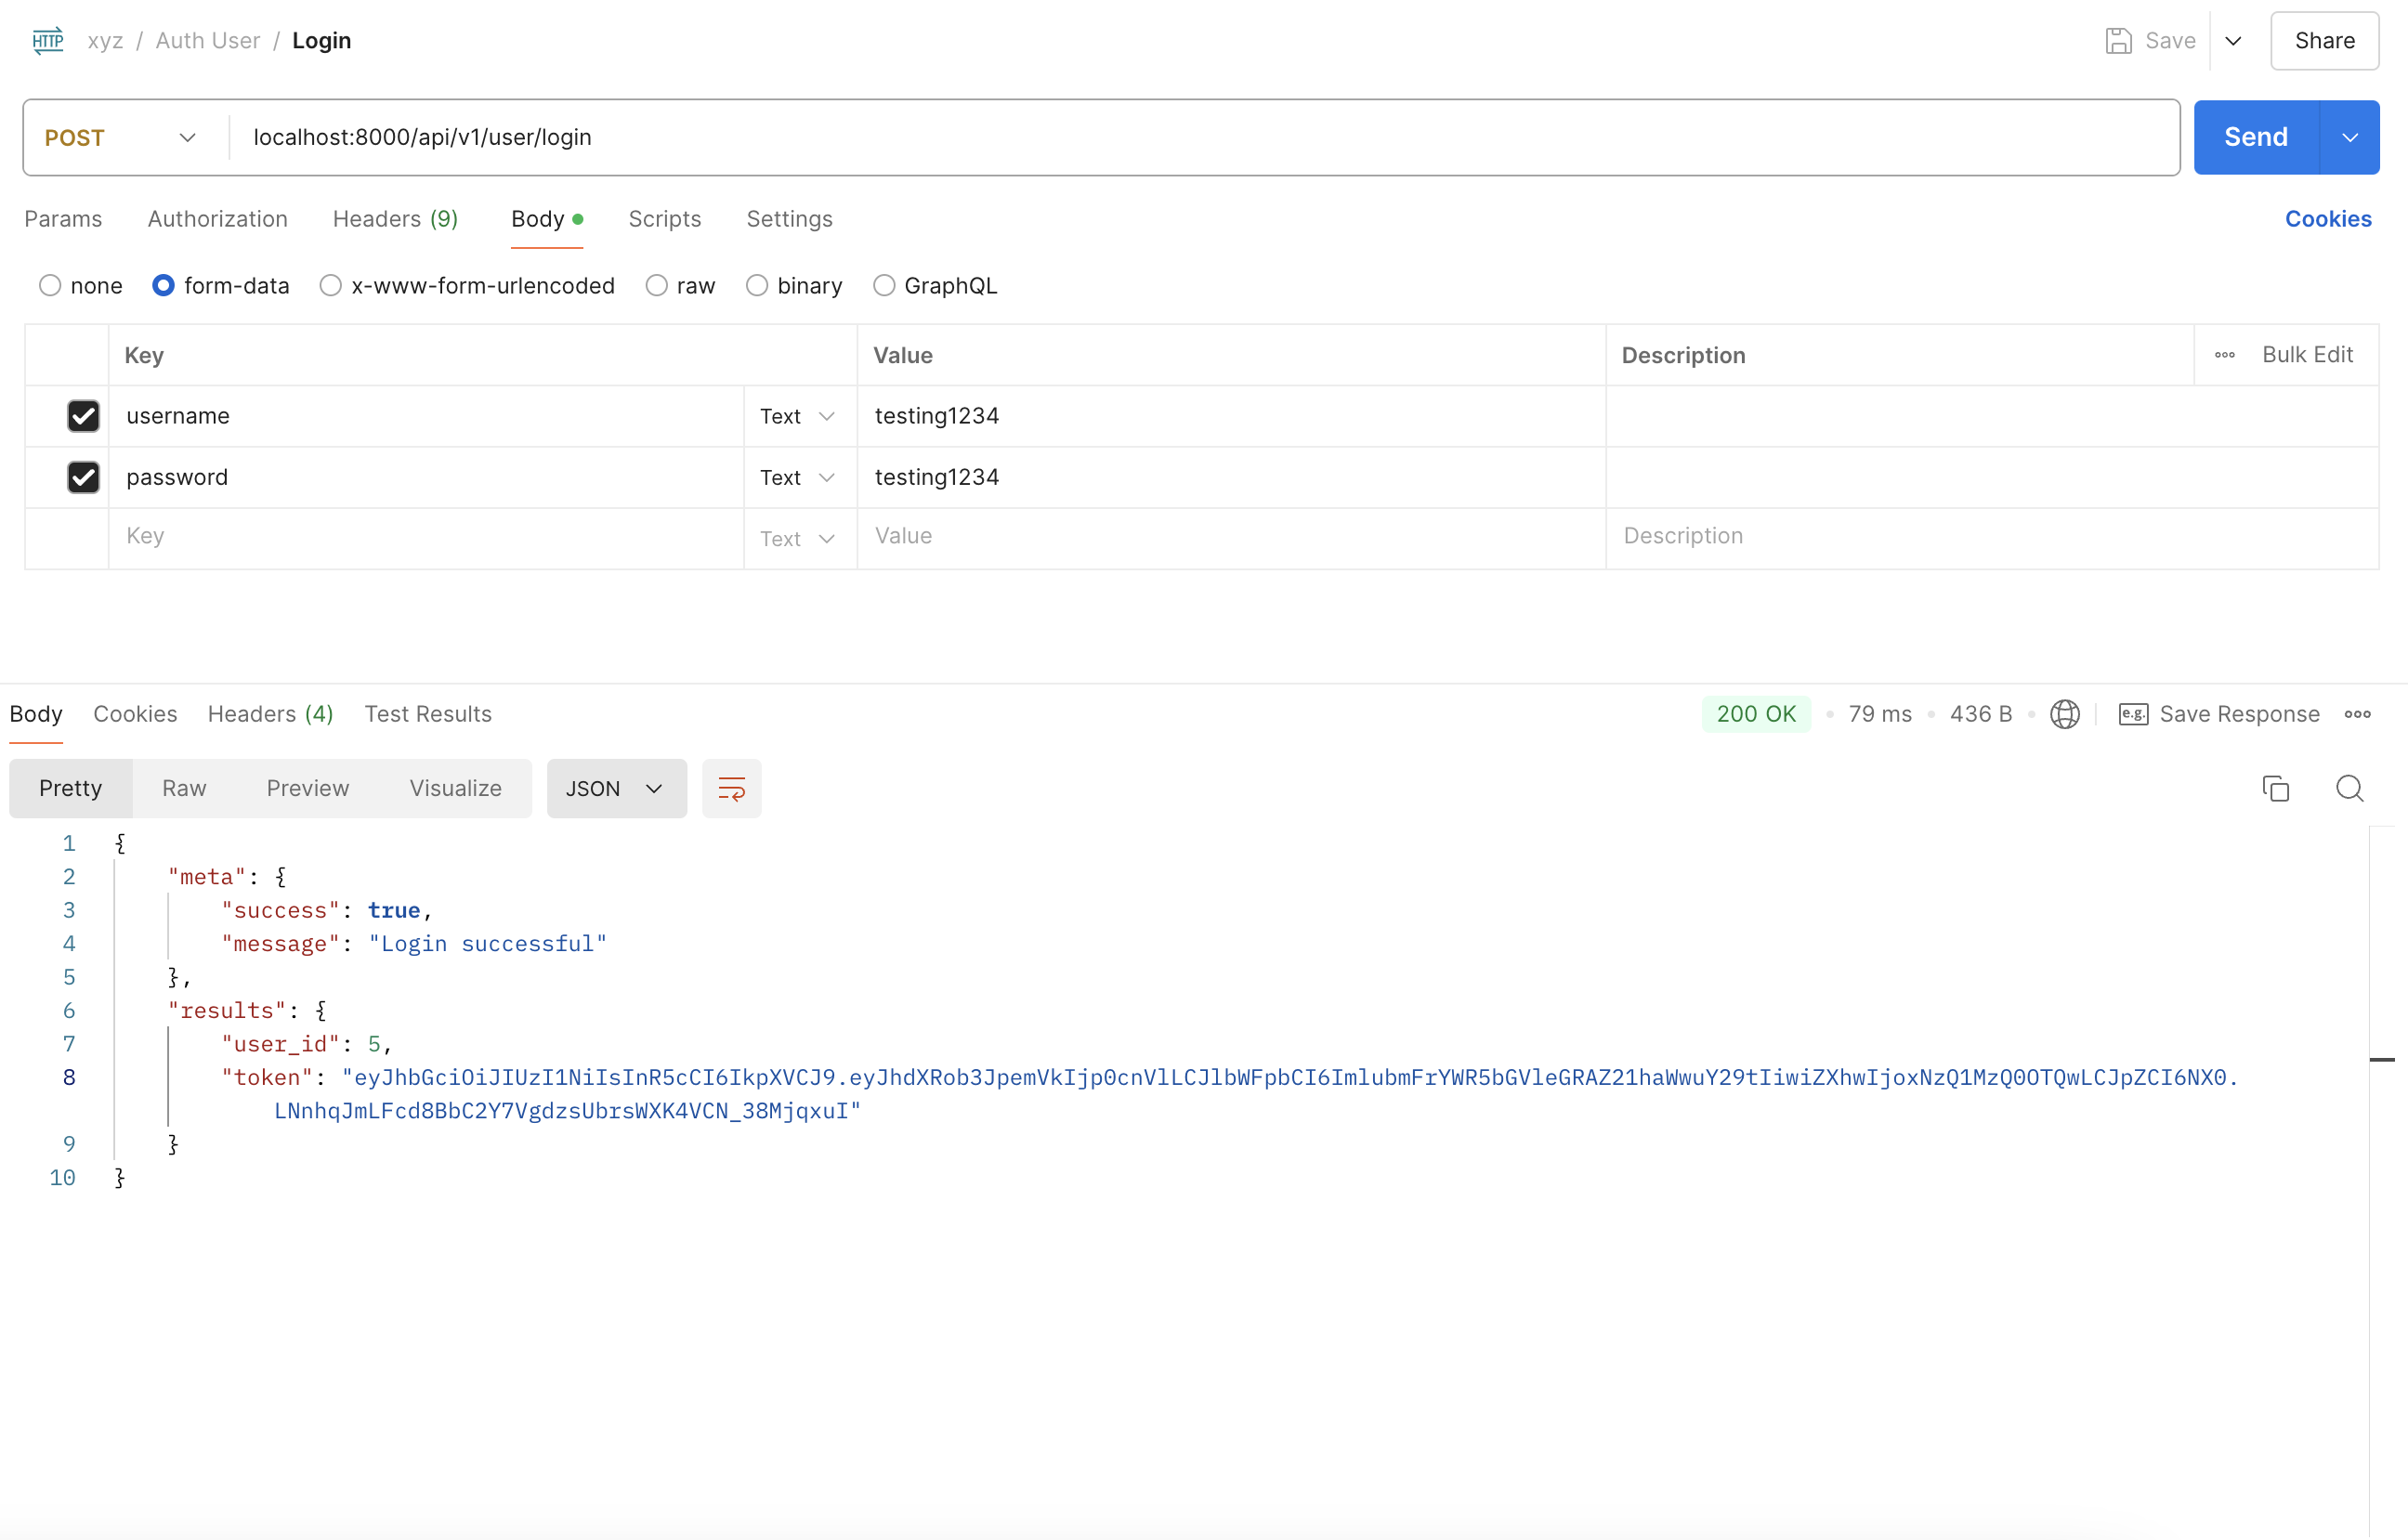 HTTP xyz / Auth User / Login Save Share
POST localhost:8000/api/v1/user/login Send
Params Authorization Headers (9) Body Scripts Settings Cookies
none form-data x-www-form-urlencoded raw binary GraphQL
Key Value Description Bulk Edit
username Text testing1234
password Text testing1234
Key Text Value Description
Body Cookies Headers (4) Test Results 200 OK • 79 ms • 436 B • e.g. Save Response
Pretty Raw Preview Visualize JSON
1 {
2 "meta": {
3 "success": true,
4 "message": "Login successful"
5 },
6 "results": {
7 "user_id": 5,
8 "token": "eyJhbGciOiJIUzI1NiIsInR5cCI6IkpXVCJ9.eyJhdXRob3JpemVkIjp0cnVlLCJlbWFpbCI6ImlubmFrYWR5bGVleGRAZ21haWwuY29tIiwiZXhwIjoxNzQ1MzQ0OTQwLCJpZCI6NX0.
LNnhqJmLFcd8BbC2Y7VgdzsUbrsWXK4VCN_38MjqxuI"
9 }
10 }